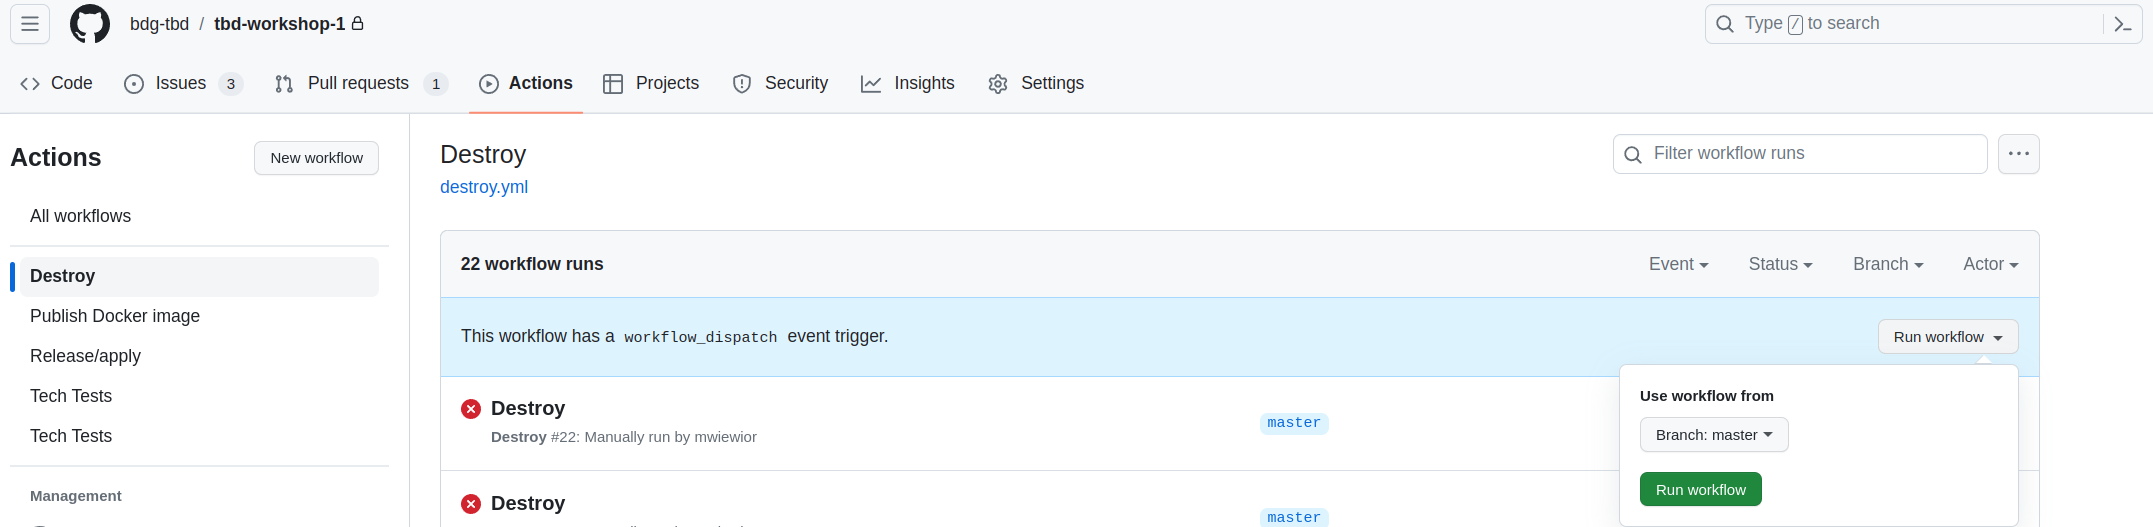 bdg-tbd / tbd-workshop-1
Type / to search
Code Issues 3 Pull requests 1 Actions Projects Security Insights Settings
Actions
New workflow
All workflows
Destroy
Publish Docker image
Release/apply
Tech Tests
Tech Tests
Management
Destroy
destroy.yml
Filter workflow runs
22 workflow runs
Event Status Branch Actor
This workflow has a workflow_dispatch event trigger.
Run workflow
Use workflow from
Branch: master
Run workflow
Destroy
Destroy #22: Manually run by mwiewior
master
Destroy
master